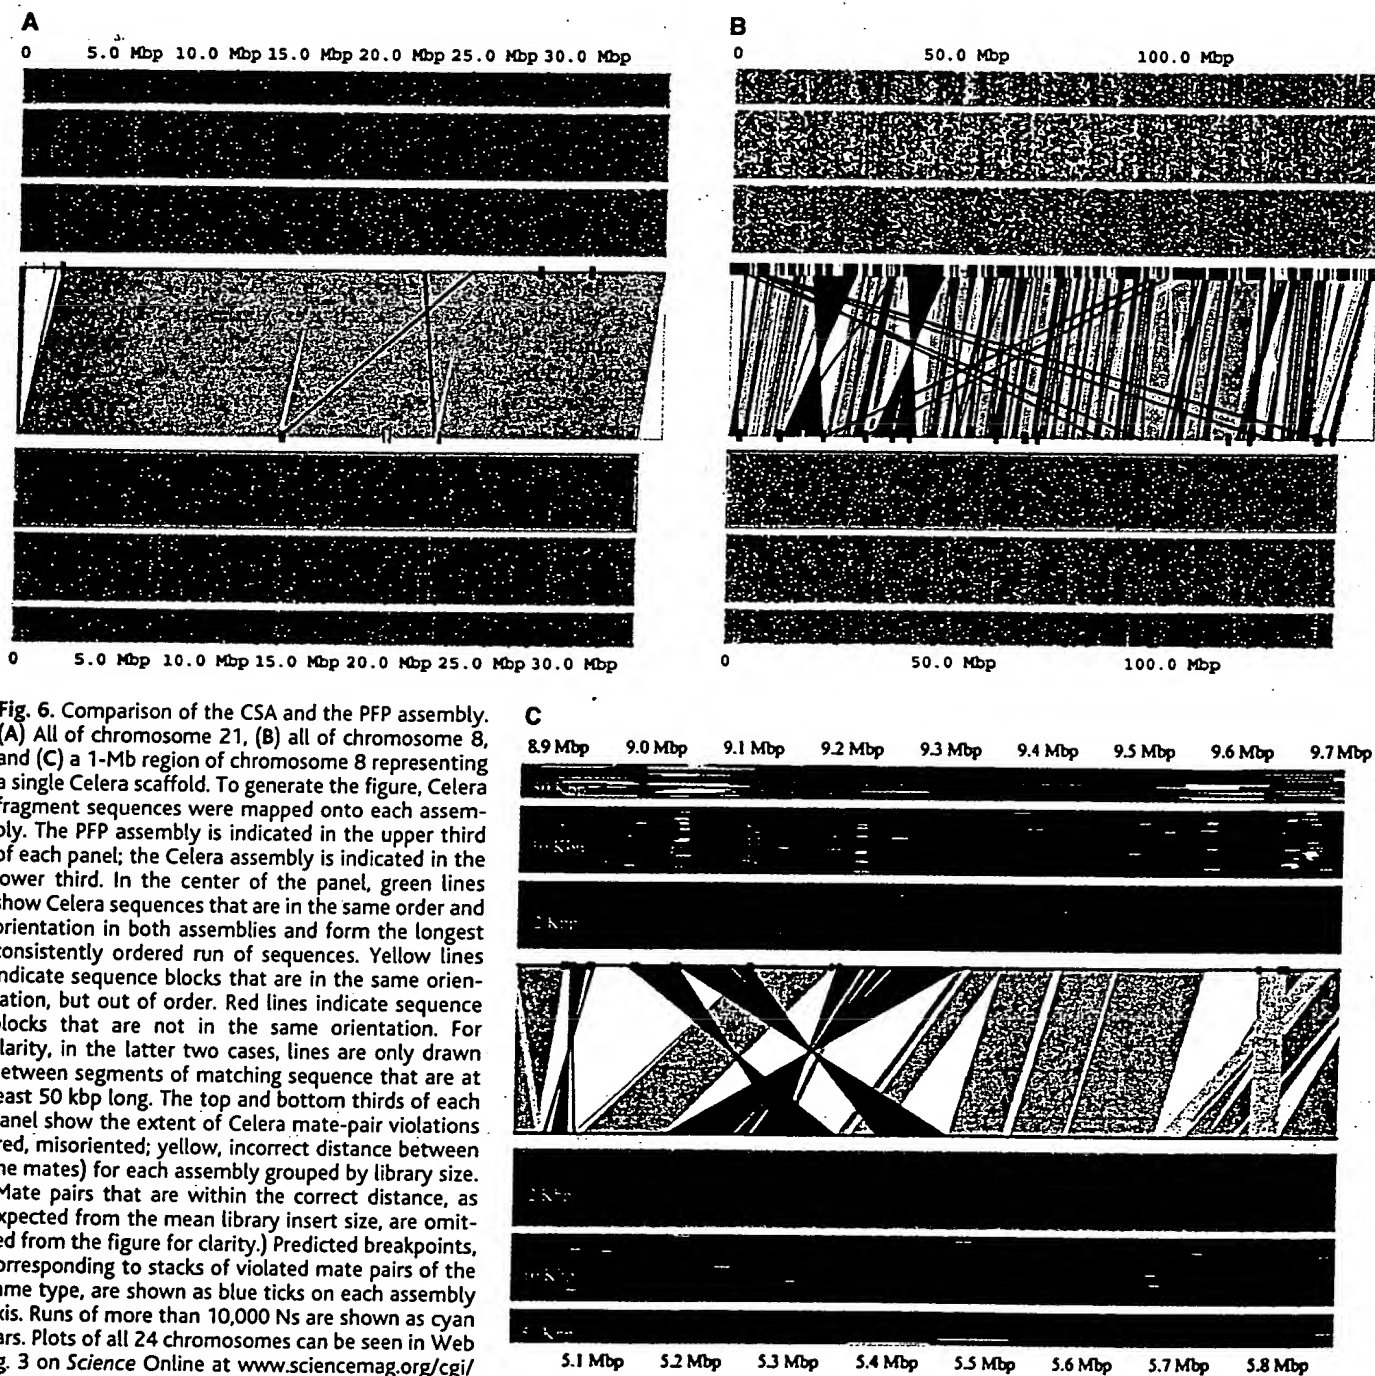 A
0 5.0 Mbp 10.0 Mbp 15.0 Mbp 20.0 Mbp 25.0 Mbp 30.0 Mbp
0 5.0 Mbp 10.0 Mbp 15.0 Mbp 20.0 Mbp 25.0 Mbp 30.0 Mbp
B
0 50.0 Mbp 100.0 Mbp
0 50.0 Mbp 100.0 Mbp
Fig. 6. Comparison of the CSA and the PFP assembly.
(A) All of chromosome 21, (B) all of chromosome 8,
and (C) a 1-Mb region of chromosome 8 representing
a single Celera scaffold. To generate the figure, Celera
fragment sequences were mapped onto each assem-
bly. The PFP assembly is indicated in the upper third
of each panel; the Celera assembly is indicated in the
lower third. In the center of the panel, green lines
show Celera sequences that are in the same order and
orientation in both assemblies and form the longest
consistently ordered run of sequences. Yellow lines
indicate sequence blocks that are in the same orien-
tation, but out of order. Red lines indicate sequence
blocks that are not in the same orientation. For
clarity, in the latter two cases, lines are only drawn
between segments of matching sequence that are at
least 50 kbp long. The top and bottom thirds of each
panel show the extent of Celera mate-pair violations
red, misoriented; yellow, incorrect distance between
he mates) for each assembly grouped by library size.
Mate pairs that are within the correct distance, as
xpected from the mean library insert size, are omit-
ed from the figure for clarity.) Predicted breakpoints,
orresponding to stacks of violated mate pairs of the
ame type, are shown as blue ticks on each assembly
xis. Runs of more than 10,000 Ns are shown as cyan
ars. Plots of all 24 chromosomes can be seen in Web
g. 3 on Science Online at www.sciencemag.org/cgi/
C
8.9 Mbp 9.0 Mbp 9.1 Mbp 9.2 Mbp 9.3 Mbp 9.4 Mbp 9.5 Mbp 9.6 Mbp 9.7 Mbp
2 Kbp
2 Kbp
5.1 Mbp 5.2 Mbp 5.3 Mbp 5.4 Mbp 5.5 Mbp 5.6 Mbp 5.7 Mbp 5.8 Mbp